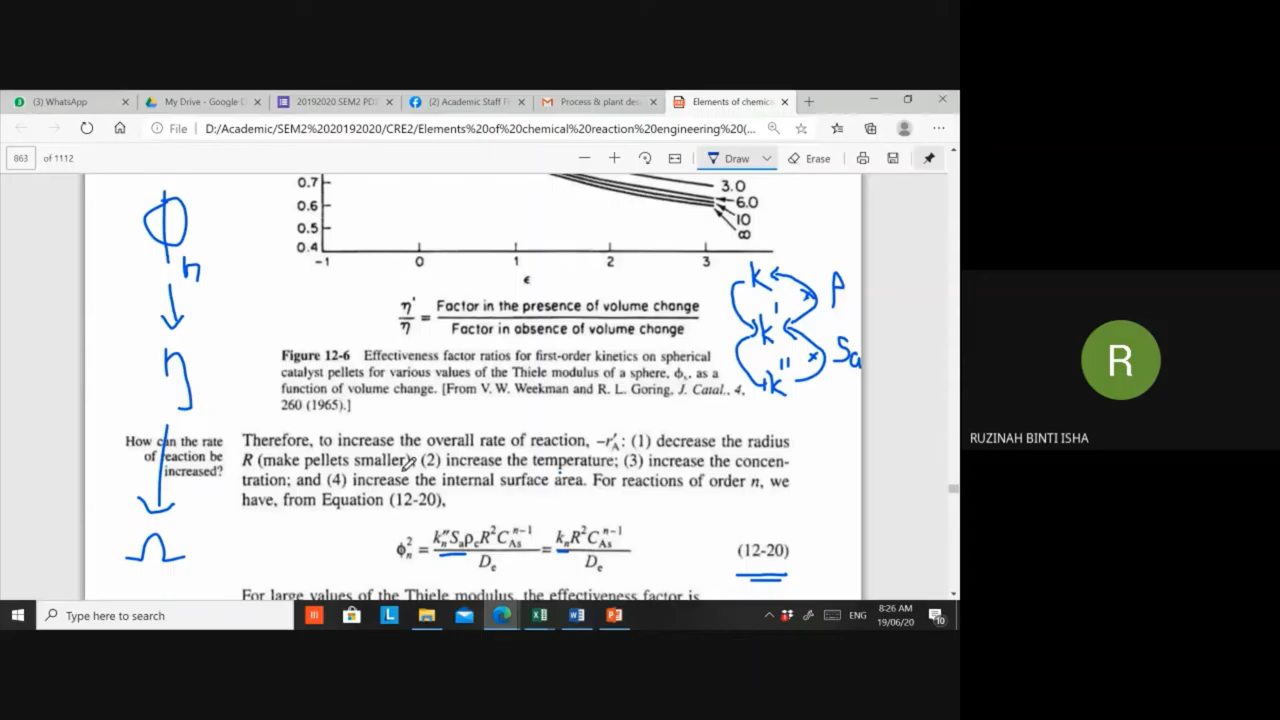 (3) WhatsApp
My Drive - Google D
20192020 SEM2 PD
(2) Academic Staff F
Process & plant des
Elements of chemica
File
D:/Academic/SEM2%2020192020/CRE2/Elements%20of%20chemical%20reaction%20engineering%20(...
863 of 1112
Draw
Erase
0.7
0.6
0.5
0.4
3.0
6.0
10
∞
-1 0 1 2 3
ϵ
η'/η = Factor in the presence of volume change / Factor in absence of volume change
Figure 12-6 Effectiveness factor ratios for first-order kinetics on spherical
catalyst pellets for various values of the Thiele modulus of a sphere, ϕs, as a
function of volume change. [From V. W. Weekman and R. L. Goring, J. Catal., 4,
260 (1965).]
ϕn
η
Ω
k
k'
k"
ρ
Sa
How can the rate
of reaction be
increased?
Therefore, to increase the overall rate of reaction, −r′A: (1) decrease the radius
R (make pellets smaller); (2) increase the temperature; (3) increase the concen-
tration; and (4) increase the internal surface area. For reactions of order n, we
have, from Equation (12-20),
ϕn² = kn″SaρcR²CAs^(n−1) / De = knR²CAs^(n−1) / De (12-20)
For large values of the Thiele modulus, the effectiveness factor is
R
RUZINAH BINTI ISHA
Type here to search
ENG
8:26 AM
19/06/20
10